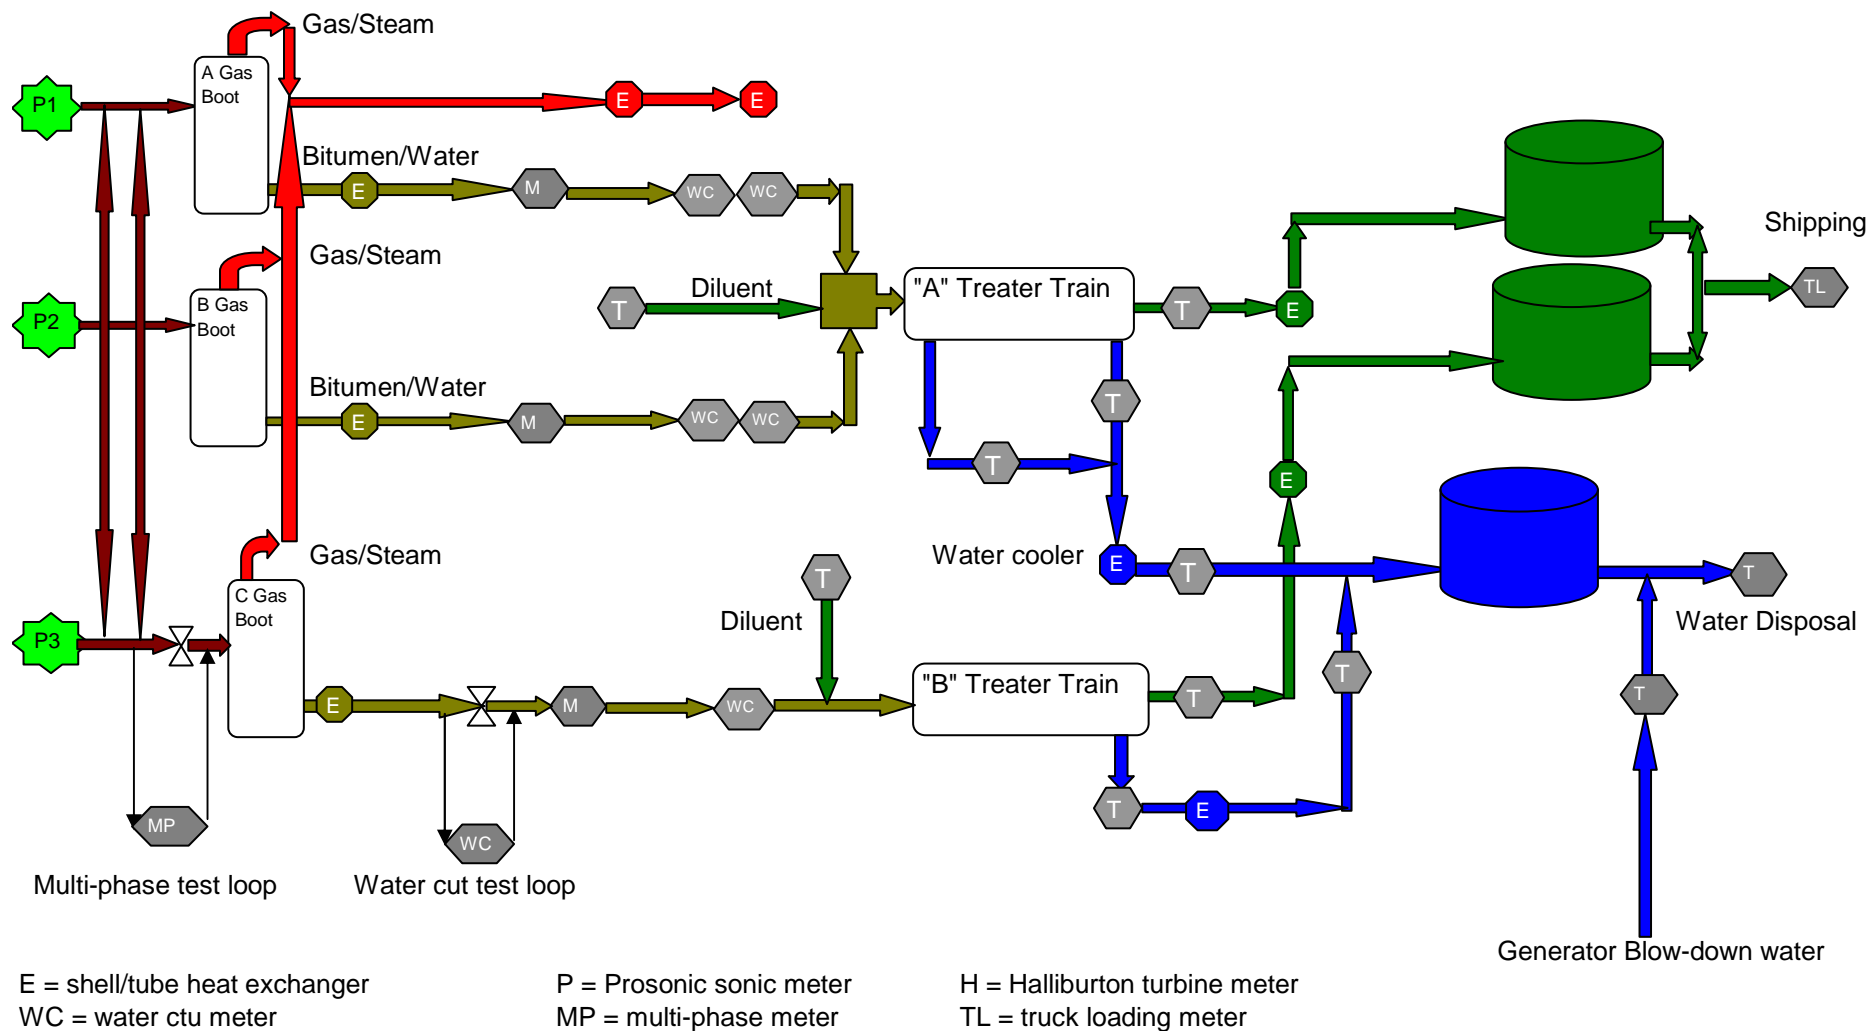 Gas/Steam
A Gas
Boot
P1
E
E
Bitumen/Water
E
M
WC
WC
Gas/Steam
B Gas
Boot
P2
Diluent
T
"A" Treater Train
T
E
Shipping
TL
Bitumen/Water
E
M
WC
WC
T
T
E
Gas/Steam
Water cooler
E
T
T
C Gas
Boot
P3
Diluent
T
Water Disposal
E
M
WC
"B" Treater Train
T
T
T
T
E
MP
WC
Multi-phase test loop
Water cut test loop
Generator Blow-down water
E = shell/tube heat exchanger
P = Prosonic sonic meter
H = Halliburton turbine meter
WC = water ctu meter
MP = multi-phase meter
TL = truck loading meter